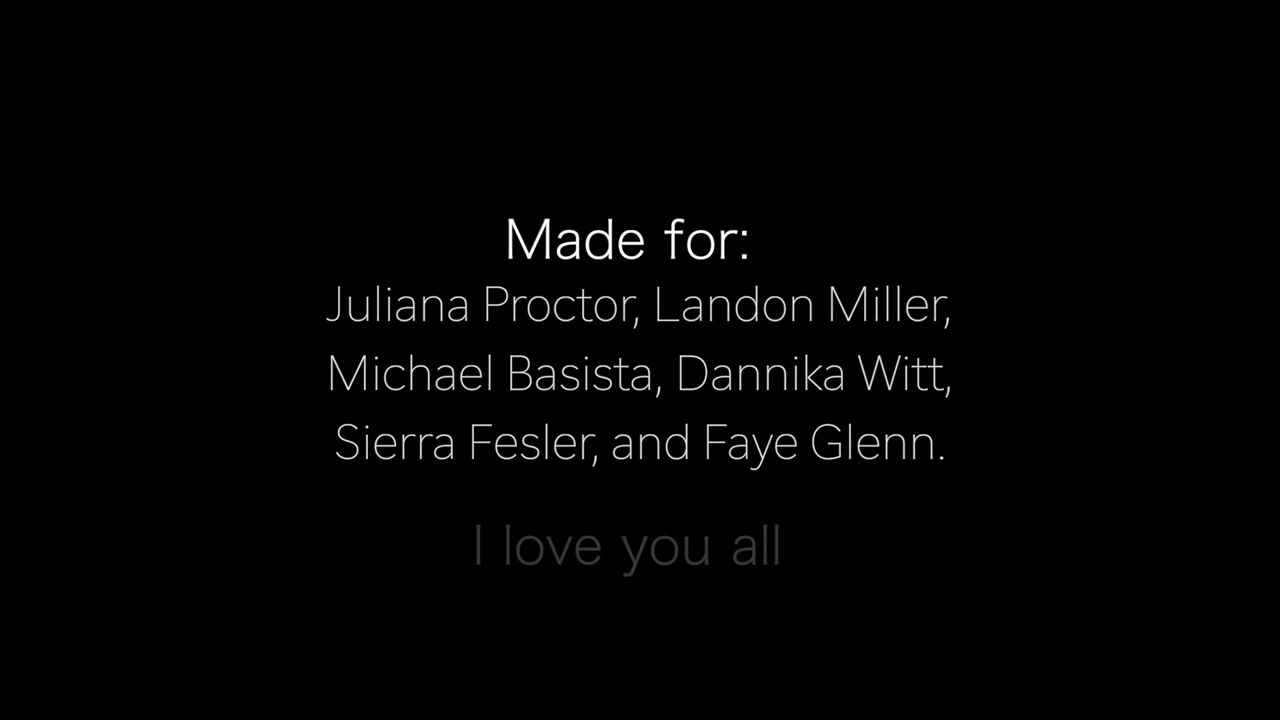 Made for:
Juliana Proctor, Landon Miller,
Michael Basista, Dannika Witt,
Sierra Fesler, and Faye Glenn.
I love you all